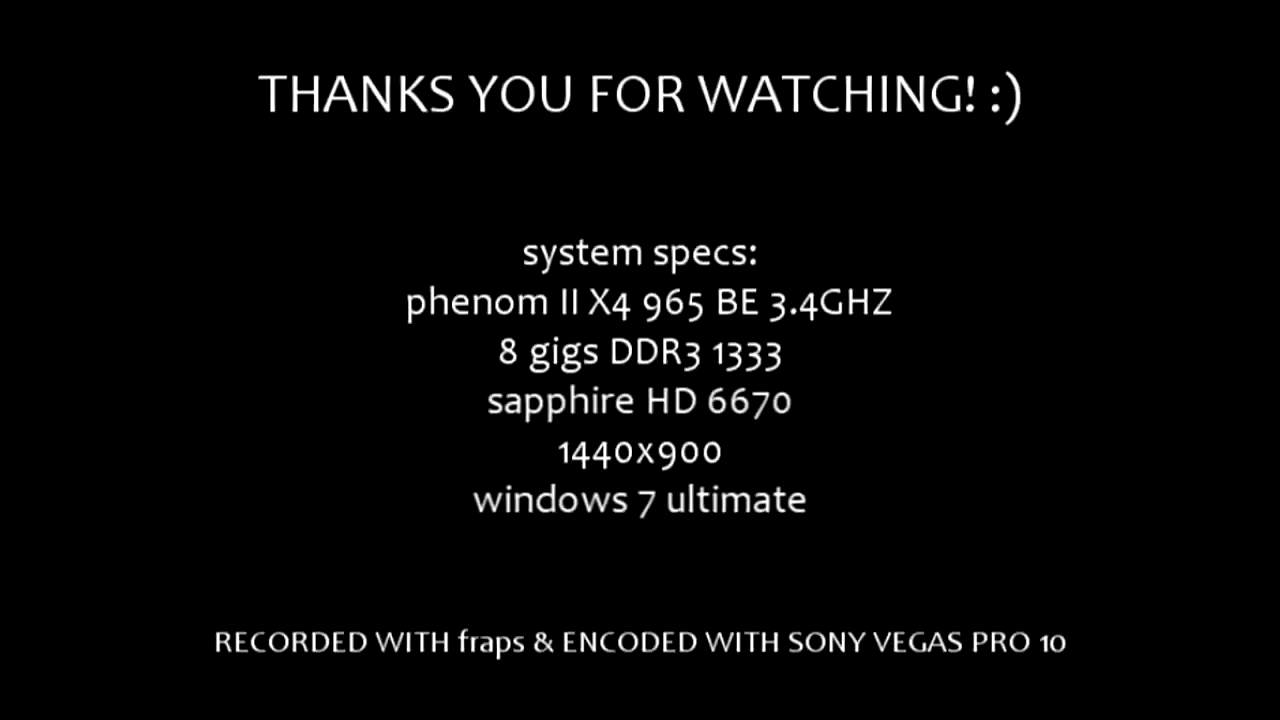 THANKS YOU FOR WATCHING! :)
system specs:
phenom II X4 965 BE 3.4GHZ
8 gigs DDR3 1333
sapphire HD 6670
1440x900
windows 7 ultimate
RECORDED WITH fraps & ENCODED WITH SONY VEGAS PRO 10